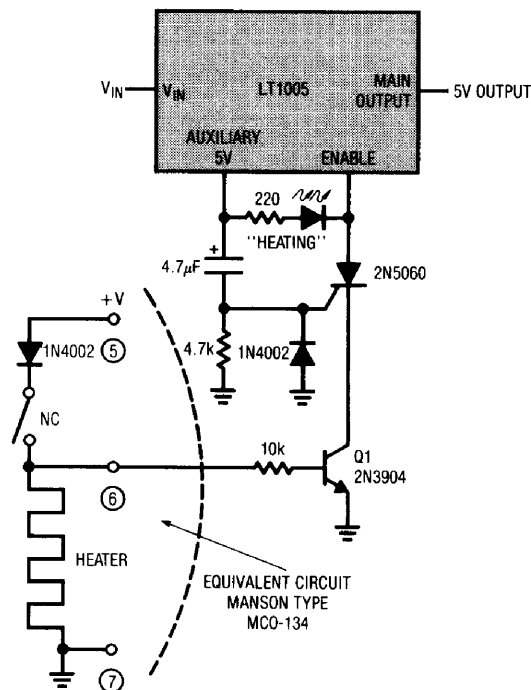 V_IN
V_IN
LT1005
MAIN
OUTPUT
5V OUTPUT
AUXILIARY
5V
ENABLE
220
"HEATING"
+
4.7μF
2N5060
4.7k
1N4002
+V
5
1N4002
NC
10k
Q1
2N3904
6
HEATER
EQUIVALENT CIRCUIT
MANSON TYPE
MCO-134
7